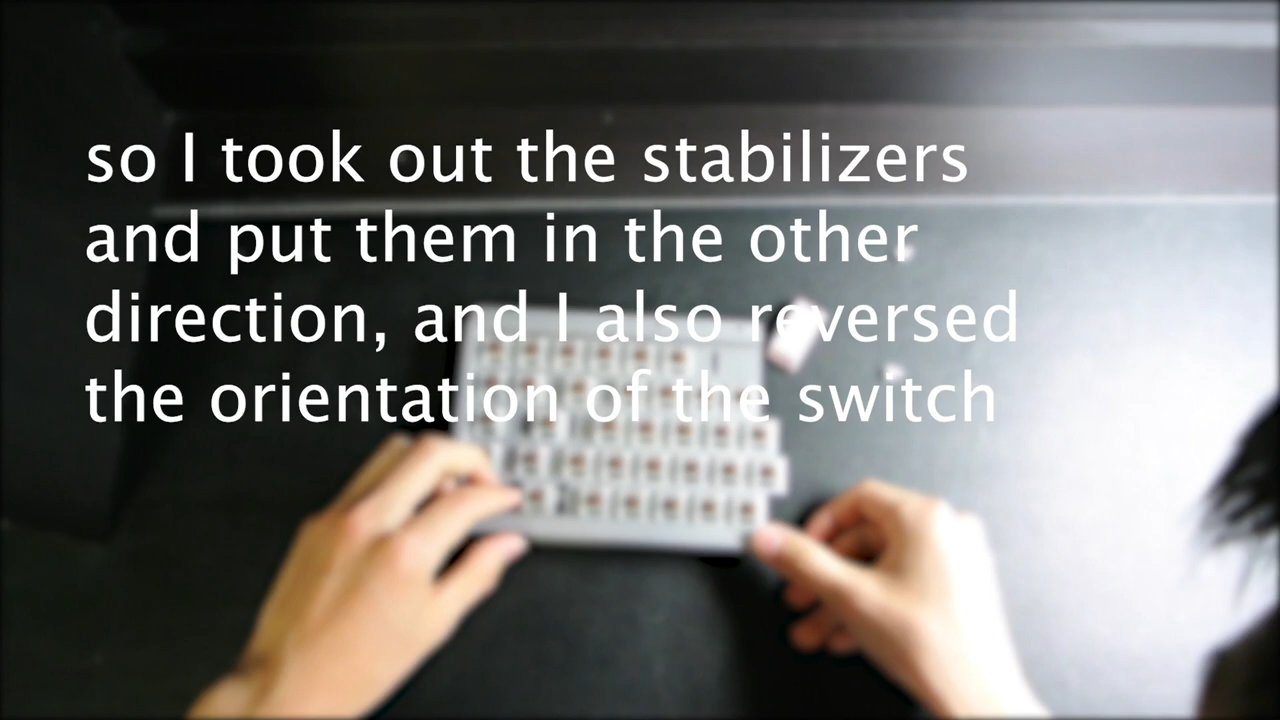 so I took out the stabilizers
and put them in the other
direction, and I also reversed
the orientation of the switch